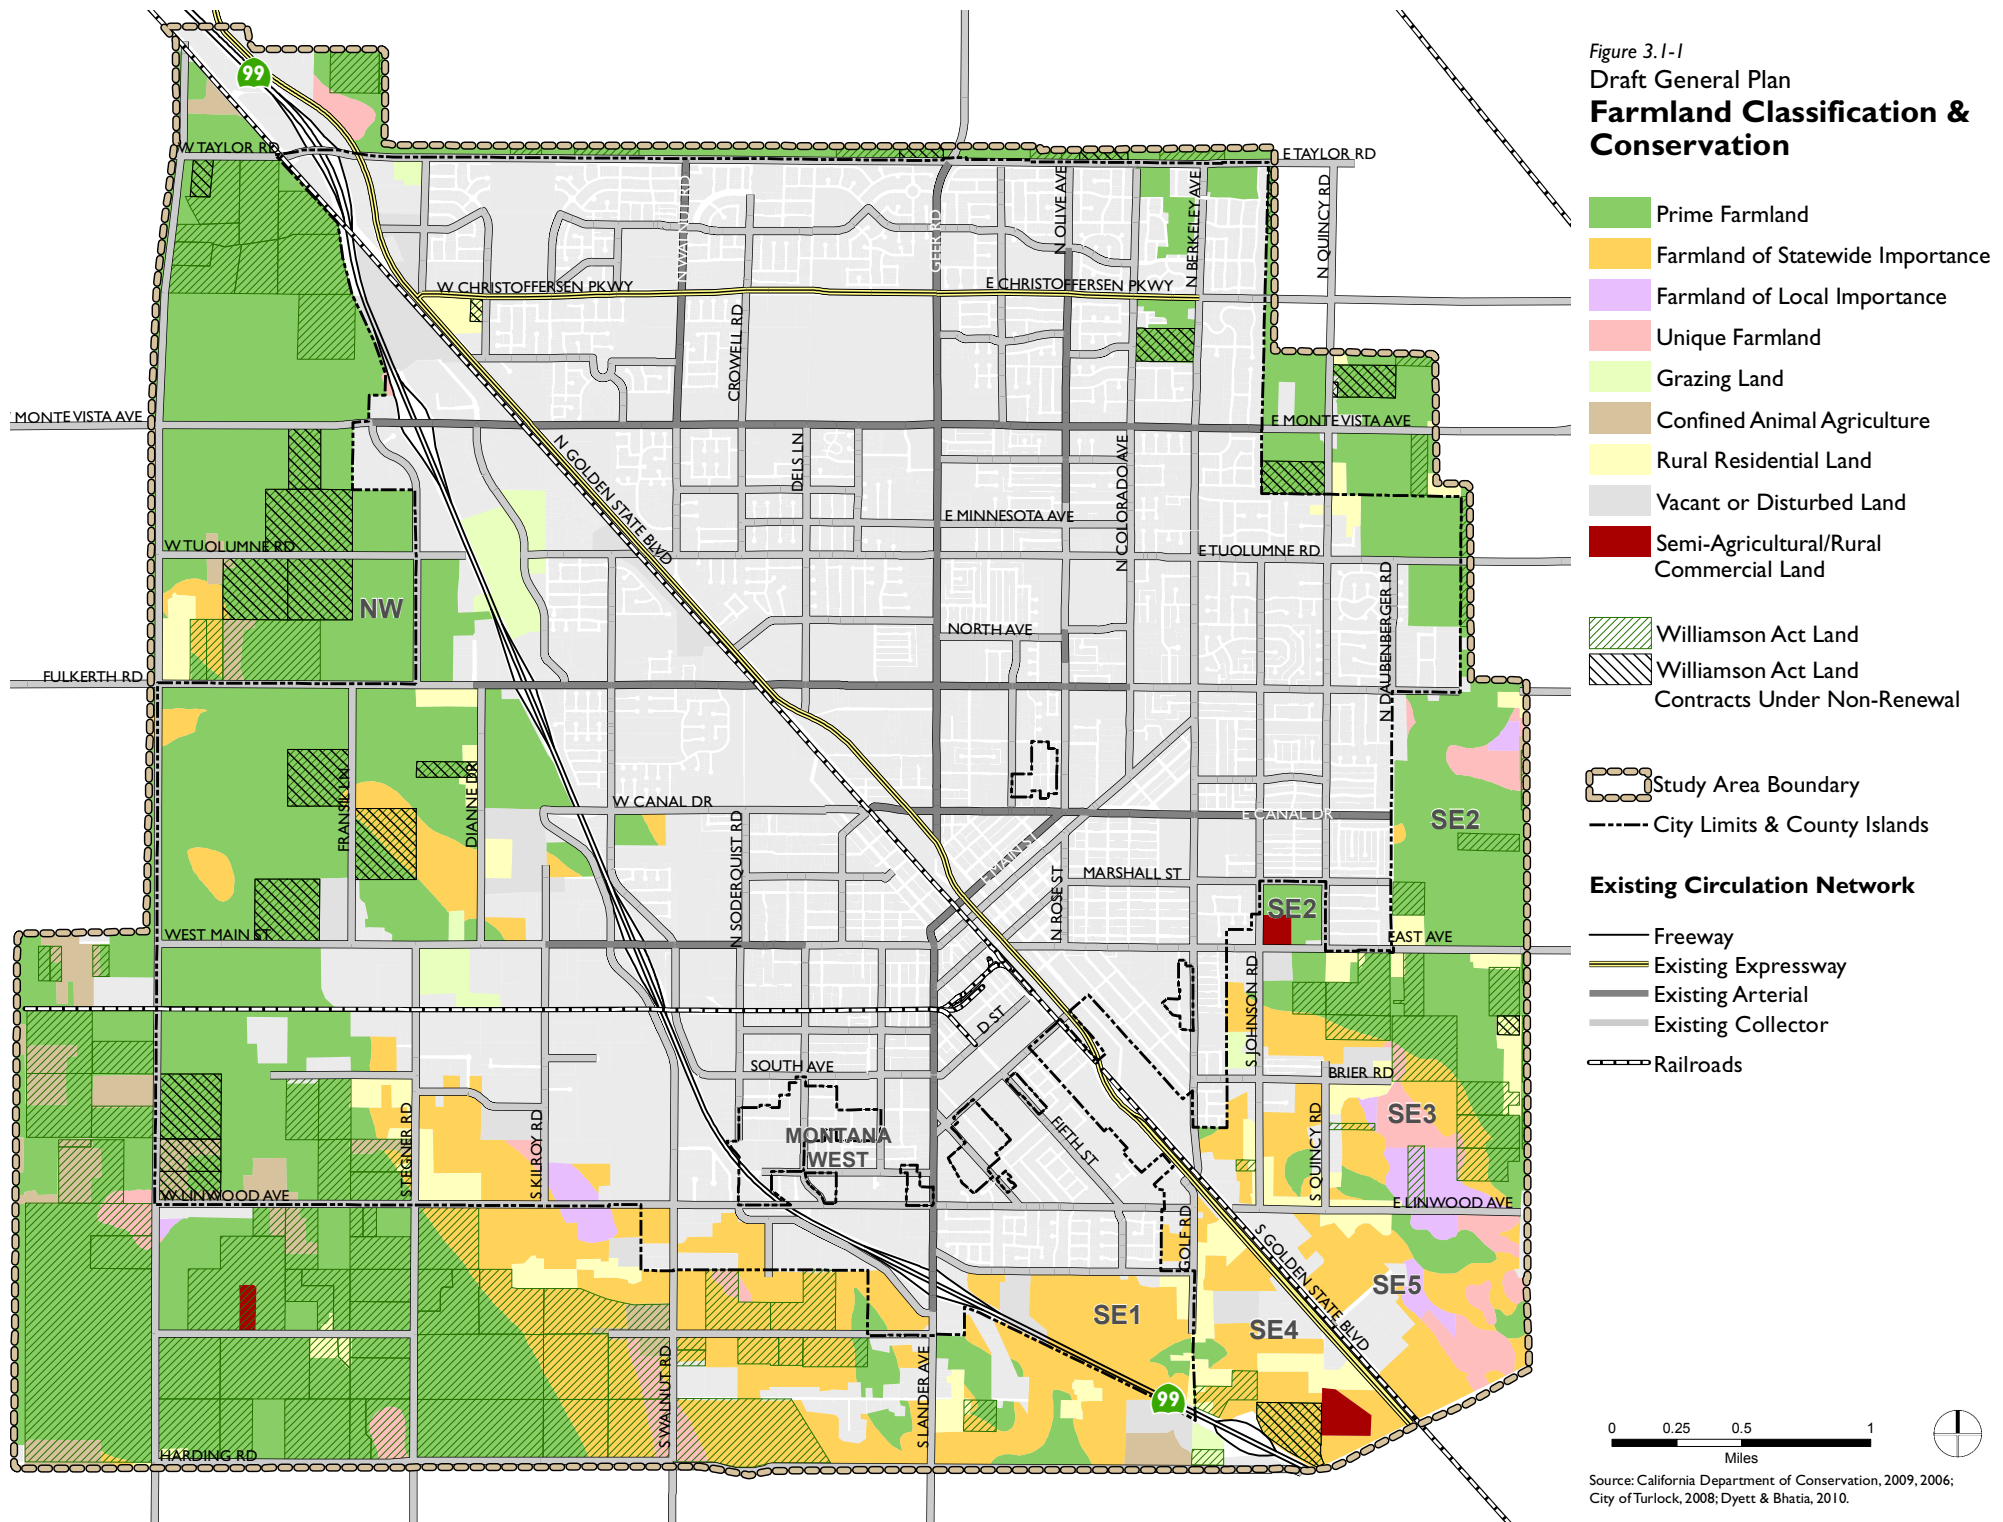 Figure 3.1-1
Draft General Plan
Farmland Classification &
Conservation
Prime Farmland
Farmland of Statewide Importance
Farmland of Local Importance
Unique Farmland
Grazing Land
Confined Animal Agriculture
Rural Residential Land
Vacant or Disturbed Land
Semi-Agricultural/Rural
Commercial Land
Williamson Act Land
Williamson Act Land
Contracts Under Non-Renewal
Study Area Boundary
City Limits & County Islands
Existing Circulation Network
Freeway
Existing Expressway
Existing Arterial
Existing Collector
Railroads
0 0.25 0.5 1
Miles
Source: California Department of Conservation, 2009, 2006;
City of Turlock, 2008; Dyett & Bhatia, 2010.
99
W TAYLOR RD
E TAYLOR RD
N WALNUT RD
GEER RD
N OLIVE AVE
N BERKELEY AVE
N QUINCY RD
W CHRISTOFFERSEN PKWY
E CHRISTOFFERSEN PKWY
CROWELL RD
MONTE VISTA AVE
E MONTE VISTA AVE
N GOLDEN STATE BLVD
DELS LN
N COLORADO AVE
E MINNESOTA AVE
W TUOLUMNE RD
E TUOLUMNE RD
N DAUBENBERGER RD
NW
NORTH AVE
FULKERTH RD
FRANSIL LN
DIANNE DR
W CANAL DR
E CANAL DR
SE2
E MAIN ST
MARSHALL ST
N SODERQUIST RD
N ROSE ST
SE2
WEST MAIN ST
EAST AVE
D ST
S JOHNSON RD
SOUTH AVE
BRIER RD
S TEGNER RD
S KILROY RD
MONTANA
WEST
FIFTH ST
S QUINCY RD
SE3
W LINWOOD AVE
E LINWOOD AVE
GOLF RD
S GOLDEN STATE BLVD
SE5
SE1
SE4
S WALNUT RD
S LANDER AVE
99
HARDING RD